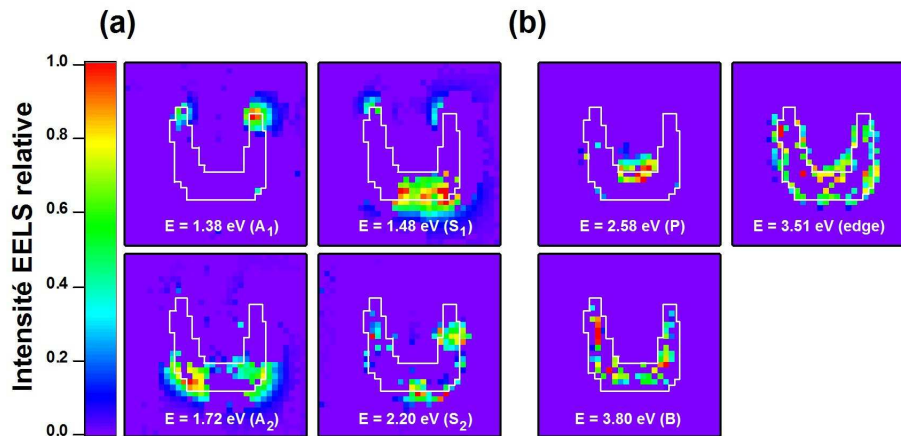 (a)
(b)
Intensité EELS relative
1.0
0.8
0.6
0.4
0.2
0.0
E = 1.38 eV (A₁)
E = 1.48 eV (S₁)
E = 2.58 eV (P)
E = 3.51 eV (edge)
E = 1.72 eV (A₂)
E = 2.20 eV (S₂)
E = 3.80 eV (B)